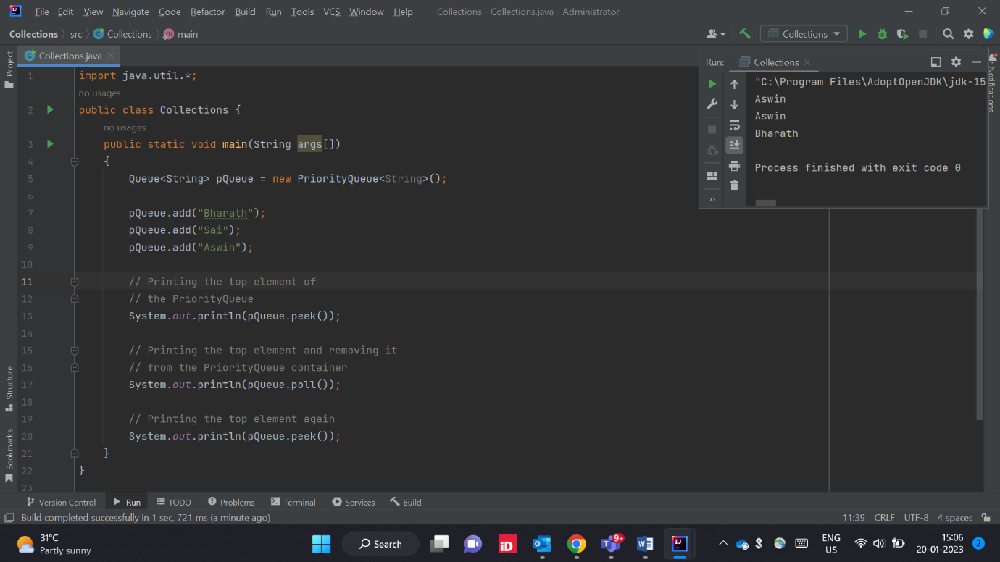 File Edit View Navigate Code Refactor Build Run Tools VCS Window Help Collections - Collections.java - Administrator
Collections src Collections main Collections
Collections.java
Project
Structure
Bookmarks
Notifications
1 import java.util.*;
no usages
2 public class Collections {
no usages
3 public static void main(String args[])
4 {
5 Queue<String> pQueue = new PriorityQueue<String>();
6
7 pQueue.add("Bharath");
8 pQueue.add("Sai");
9 pQueue.add("Aswin");
10
11 // Printing the top element of
12 // the PriorityQueue
13 System.out.println(pQueue.peek());
14
15 // Printing the top element and removing it
16 // from the PriorityQueue container
17 System.out.println(pQueue.poll());
18
19 // Printing the top element again
20 System.out.println(pQueue.peek());
21 }
22 }
23
Run: Collections
"C:\Program Files\AdoptOpenJDK\jdk-15
Aswin
Aswin
Bharath
Process finished with exit code 0
Version Control Run TODO Problems Terminal Services Build
Build completed successfully in 1 sec, 721 ms (a minute ago) 11:39 CRLF UTF-8 4 spaces
31°C
Partly sunny
Search
iD
9+
ENG
US
15:06
20-01-2023
2